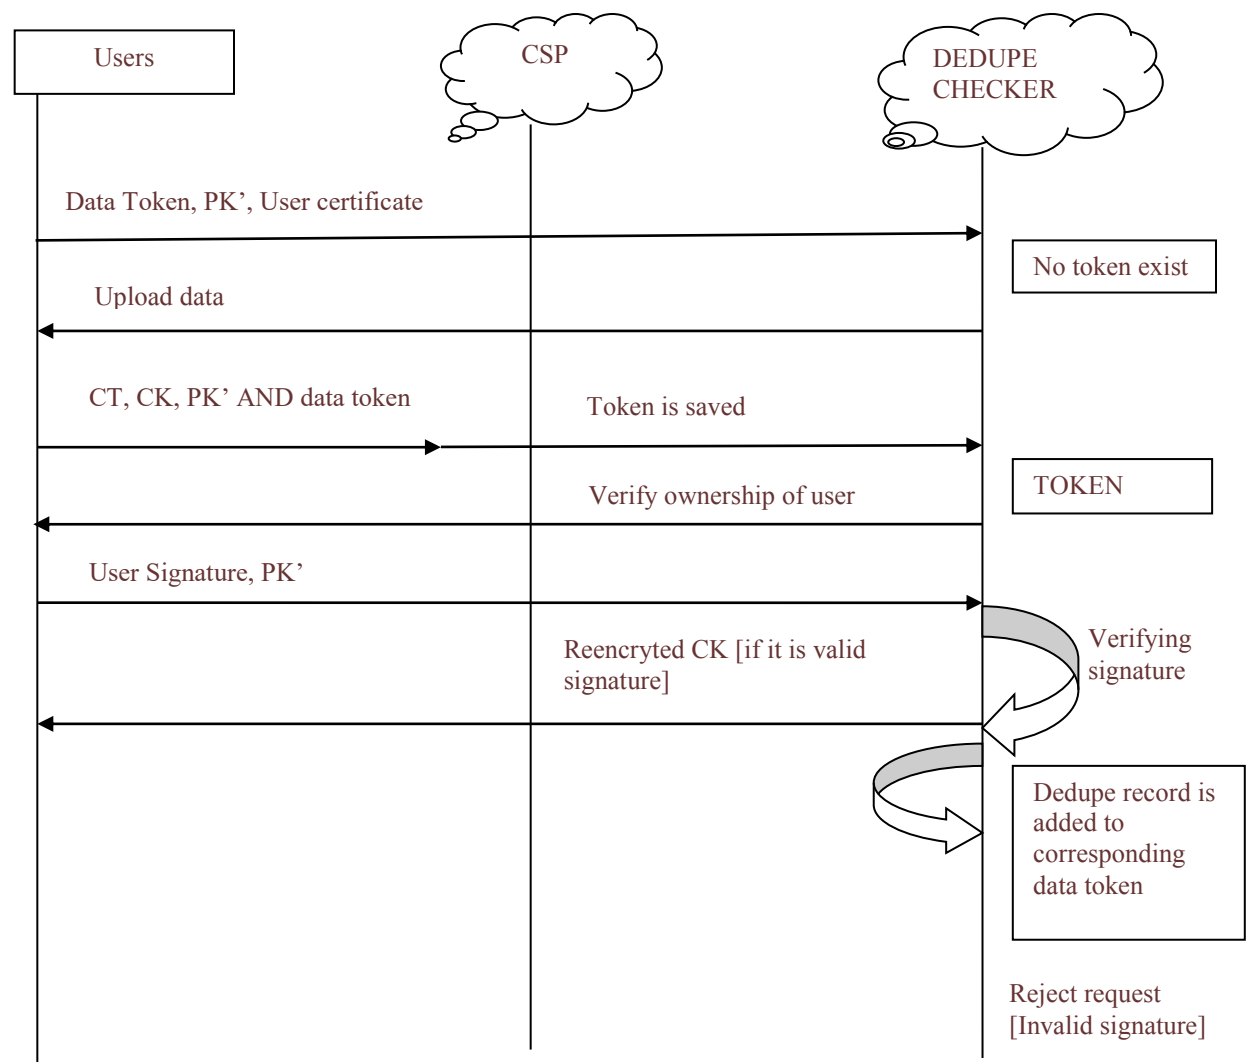 Users
CSP
DEDUPE
CHECKER
Data Token, PK’, User certificate
No token exist
Upload data
CT, CK, PK’ AND data token
Token is saved
TOKEN
Verify ownership of user
User Signature, PK’
Verifying
signature
Reencryted CK [if it is valid
signature]
Dedupe record is
added to
corresponding
data token
Reject request
[Invalid signature]